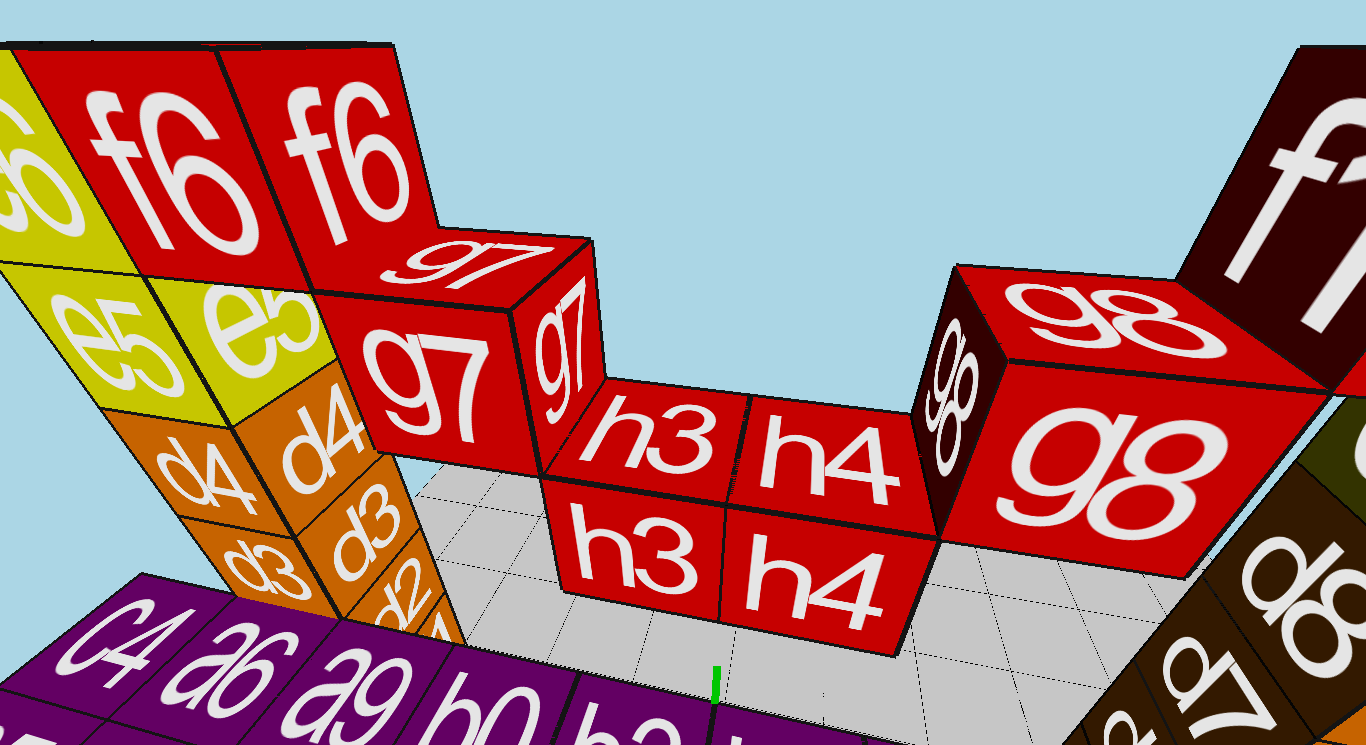 f6 f6
g7
e5 e5 g7 g7 g8
g8
d4 d4 h3 h4 g8
d3 d3 h3 h4 d8
d2 d7
c4 a6 a9 b0